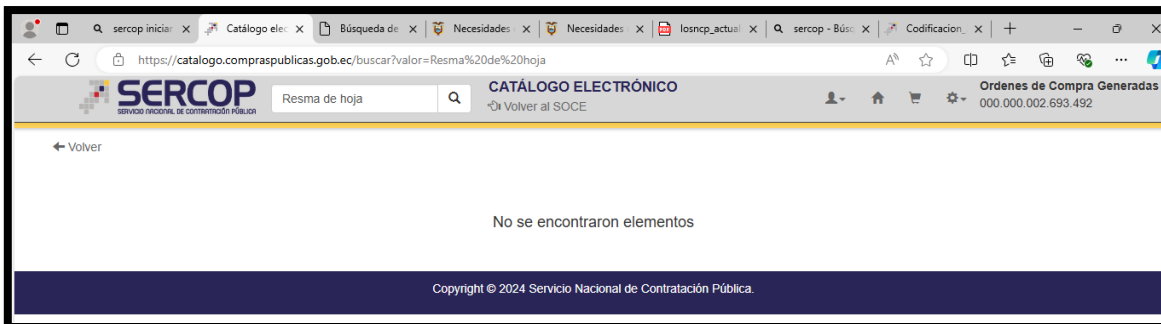 sercop iniciar
Catálogo elec
Búsqueda de
Necesidades
Necesidades
losncp_actual
sercop - Búsq
Codificacion_
https://catalogo.compraspublicas.gob.ec/buscar?valor=Resma%20de%20hoja
SERCOP
SERVICIO NACIONAL DE CONTRATACIÓN PÚBLICA
Resma de hoja
CATÁLOGO ELECTRÓNICO
Volver al SOCE
Ordenes de Compra Generadas
000.000.002.693.492
Volver
No se encontraron elementos
Copyright © 2024 Servicio Nacional de Contratación Pública.